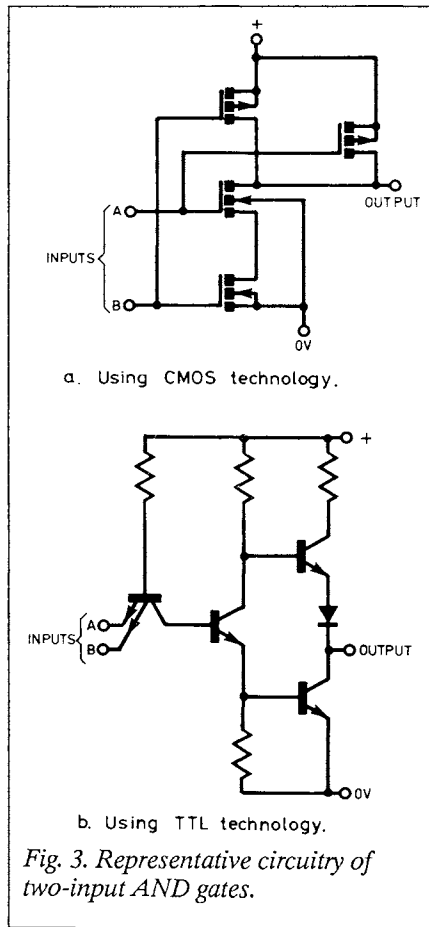 +
A
B
INPUTS
OUTPUT
0V
a. Using CMOS technology.
+
INPUTS
A
B
OUTPUT
0V
b. Using TTL technology.
Fig. 3. Representative circuitry of
two-input AND gates.